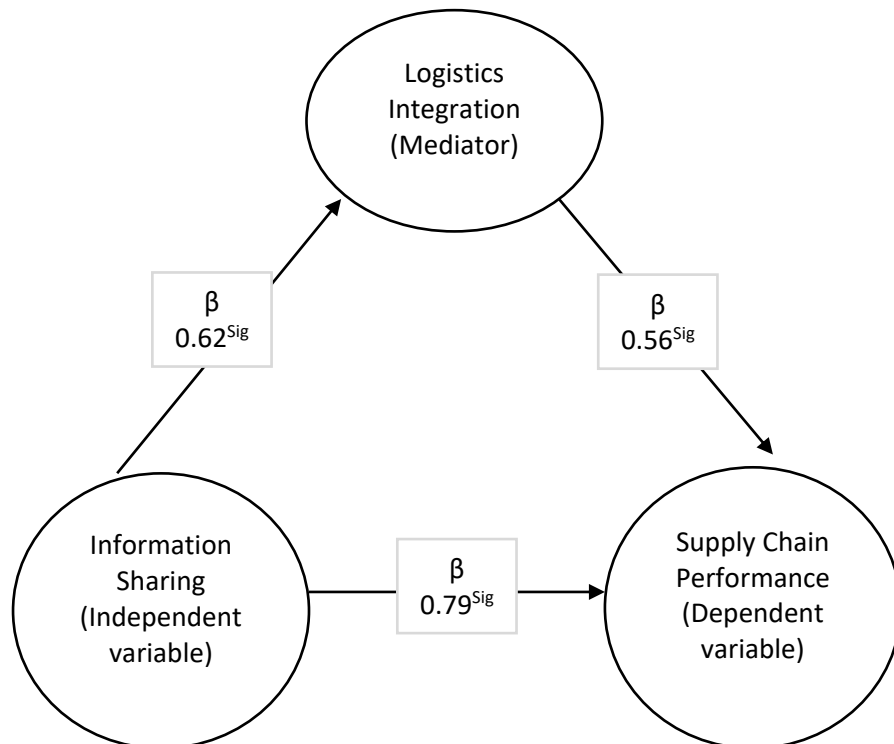 Logistics
Integration
(Mediator)
β
0.62Sig
β
0.56Sig
Information
Sharing
(Independent
variable)
β
0.79Sig
Supply Chain
Performance
(Dependent
variable)